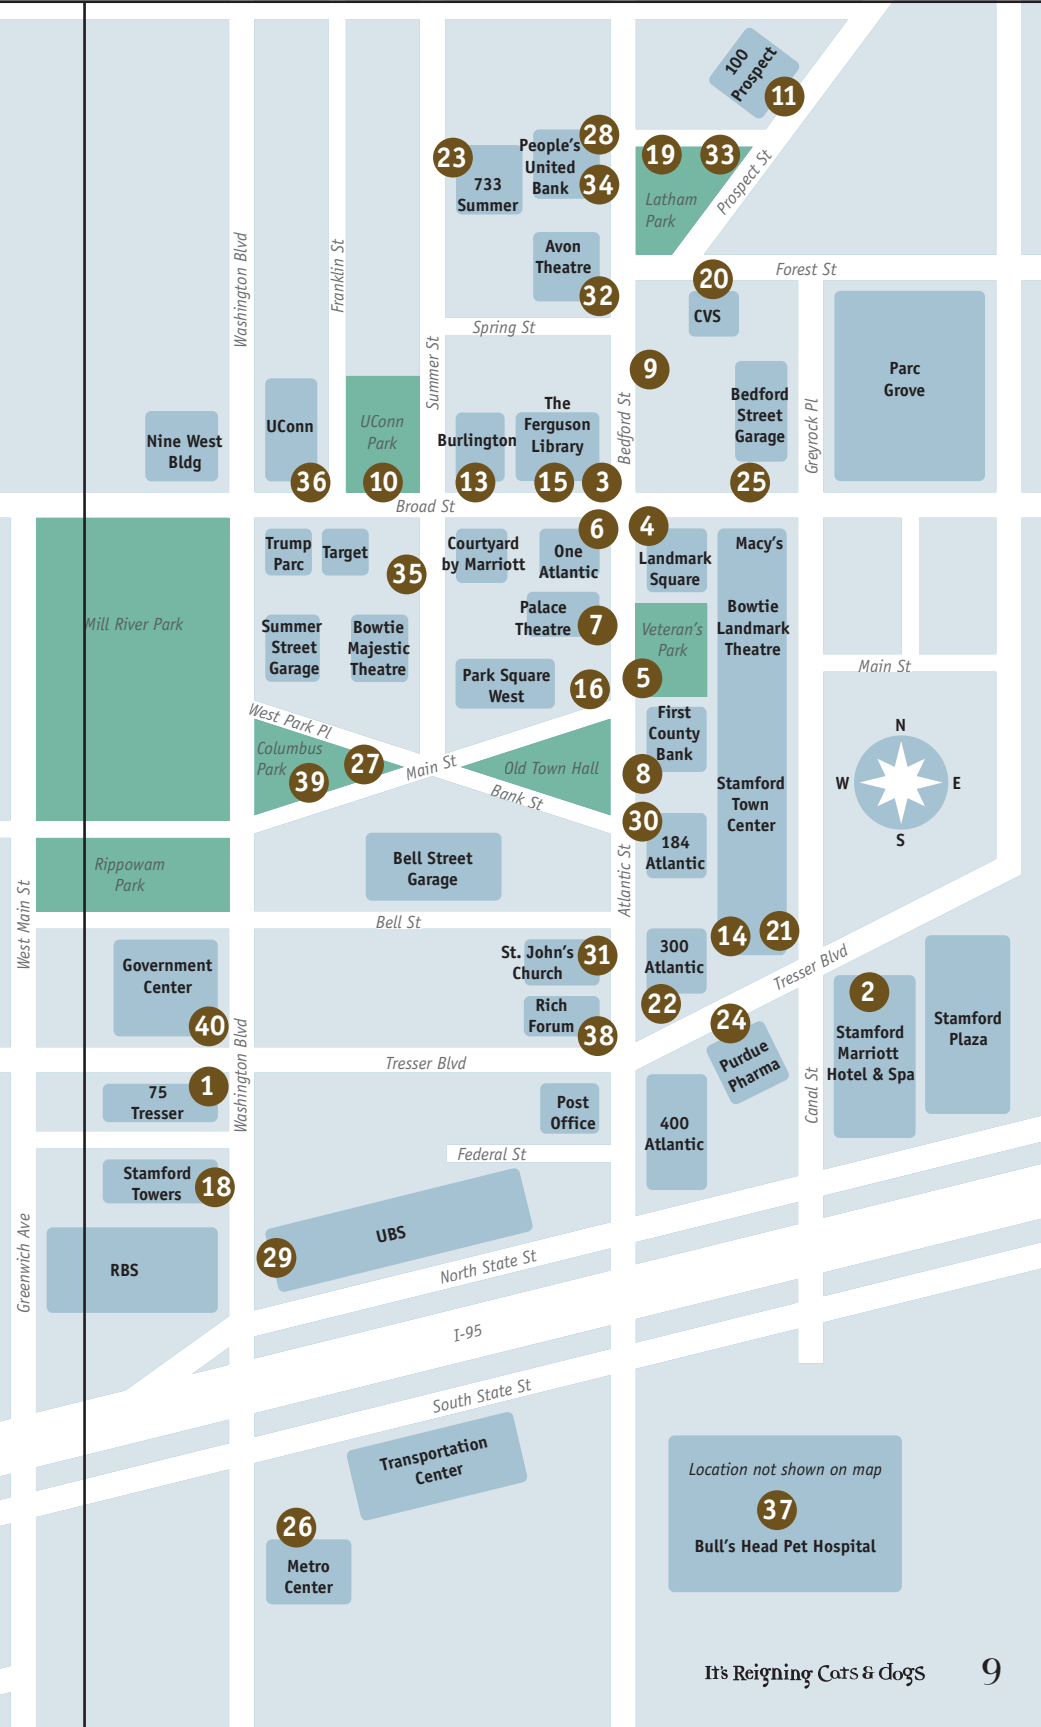 100
Prospect
11
28
People's
United
Bank
34
23
733
Summer
19
33
Latham
Park
Prospect St
Avon
Theatre
32
Washington Blvd
Franklin St
Forest St
20
CVS
Spring St
Summer St
9
Bedford St
Parc
Grove
Bedford
Street
Garage
25
Greyrock Pl
Nine West
Bldg
UConn
36
UConn
Park
10
Burlington
13
The
Ferguson
Library
15
3
Broad St
Trump
Parc
Target
35
Courtyard
by Marriott
6
One
Atlantic
4
Landmark
Square
Macy's
Mill River Park
Summer
Street
Garage
Bowtie
Majestic
Theatre
Palace
Theatre
7
Veteran's
Park
5
Bowtie
Landmark
Theatre
Main St
Park Square
West
16
West Park Pl
Columbus
Park
39
27
Main St
Old Town Hall
Bank St
First
County
Bank
8
Stamford
Town
Center
N
W
E
S
30
184
Atlantic
Rippowam
Park
Bell Street
Garage
Atlantic St
West Main St
Bell St
Government
Center
40
St. John's
Church
31
300
Atlantic
14
21
Rich
Forum
38
22
Tresser Blvd
24
Purdue
Pharma
2
Stamford
Marriott
Hotel & Spa
Stamford
Plaza
Washington Blvd
Tresser Blvd
75
Tresser
1
Post
Office
400
Atlantic
Canal St
Federal St
Stamford
Towers
18
Greenwich Ave
RBS
UBS
29
North State St
I-95
South State St
Transportation
Center
26
Metro
Center
Location not shown on map
37
Bull's Head Pet Hospital
It's Reigning Cats & dogs
9